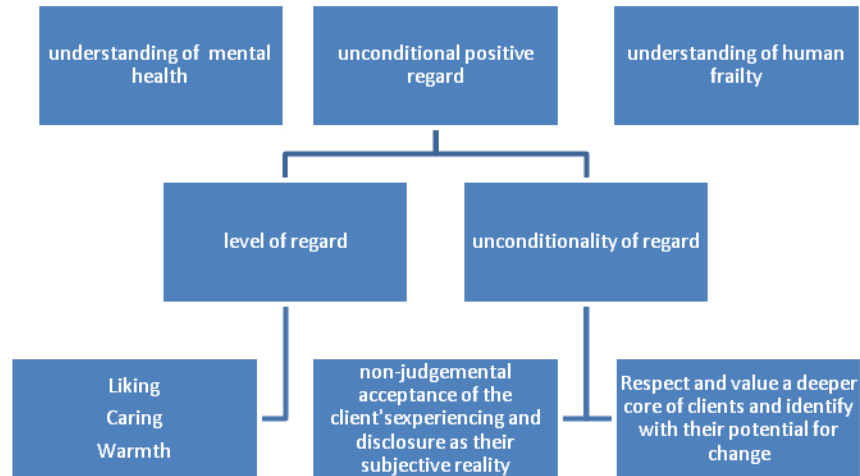 understanding of mental
health
unconditional positive
regard
understanding of human
frailty
level of regard
unconditionality of regard
Liking
Caring
Warmth
non-judgemental
acceptance of the
client'sexperiencing and
disclosure as their
subjective reality
Respect and value a deeper
core of clients and identify
with their potential for
change